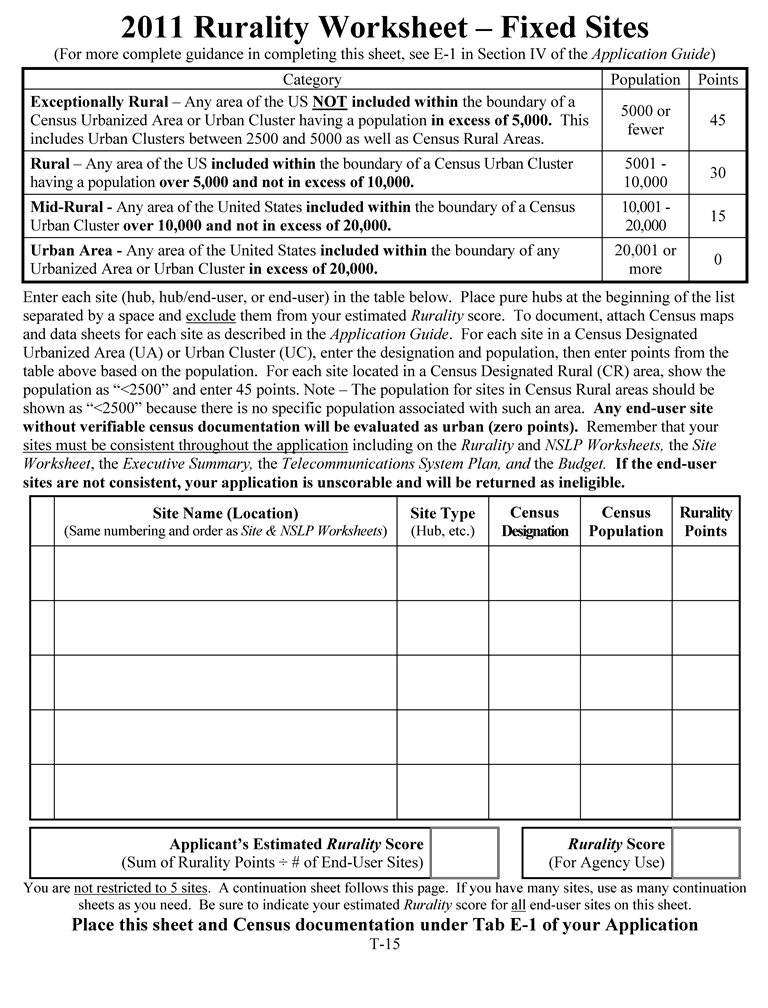 2011 Rurality Worksheet – Fixed Sites
(For more complete guidance in completing this sheet, see E-1 in Section IV of the Application Guide)
Category Population Points
Exceptionally Rural – Any area of the US NOT included within the boundary of a
Census Urbanized Area or Urban Cluster having a population in excess of 5,000. This
includes Urban Clusters between 2500 and 5000 as well as Census Rural Areas.
5000 or
fewer
45
Rural – Any area of the US included within the boundary of a Census Urban Cluster
having a population over 5,000 and not in excess of 10,000.
5001 -
10,000
30
Mid-Rural - Any area of the United States included within the boundary of a Census
Urban Cluster over 10,000 and not in excess of 20,000.
10,001 -
20,000
15
Urban Area - Any area of the United States included within the boundary of any
Urbanized Area or Urban Cluster in excess of 20,000.
20,001 or
more
0
Enter each site (hub, hub/end-user, or end-user) in the table below. Place pure hubs at the beginning of the list
separated by a space and exclude them from your estimated Rurality score. To document, attach Census maps
and data sheets for each site as described in the Application Guide. For each site in a Census Designated
Urbanized Area (UA) or Urban Cluster (UC), enter the designation and population, then enter points from the
table above based on the population. For each site located in a Census Designated Rural (CR) area, show the
population as “<2500” and enter 45 points. Note – The population for sites in Census Rural areas should be
shown as “<2500” because there is no specific population associated with such an area. Any end-user site
without verifiable census documentation will be evaluated as urban (zero points). Remember that your
sites must be consistent throughout the application including on the Rurality and NSLP Worksheets, the Site
Worksheet, the Executive Summary, the Telecommunications System Plan, and the Budget. If the end-user
sites are not consistent, your application is unscorable and will be returned as ineligible.
Site Name (Location)
(Same numbering and order as Site & NSLP Worksheets)
Site Type
(Hub, etc.)
Census
Designation
Census
Population
Rurality
Points
Applicant’s Estimated Rurality Score
(Sum of Rurality Points ÷ # of End-User Sites)
Rurality Score
(For Agency Use)
You are not restricted to 5 sites. A continuation sheet follows this page. If you have many sites, use as many continuation
sheets as you need. Be sure to indicate your estimated Rurality score for all end-user sites on this sheet.
Place this sheet and Census documentation under Tab E-1 of your Application
T-15